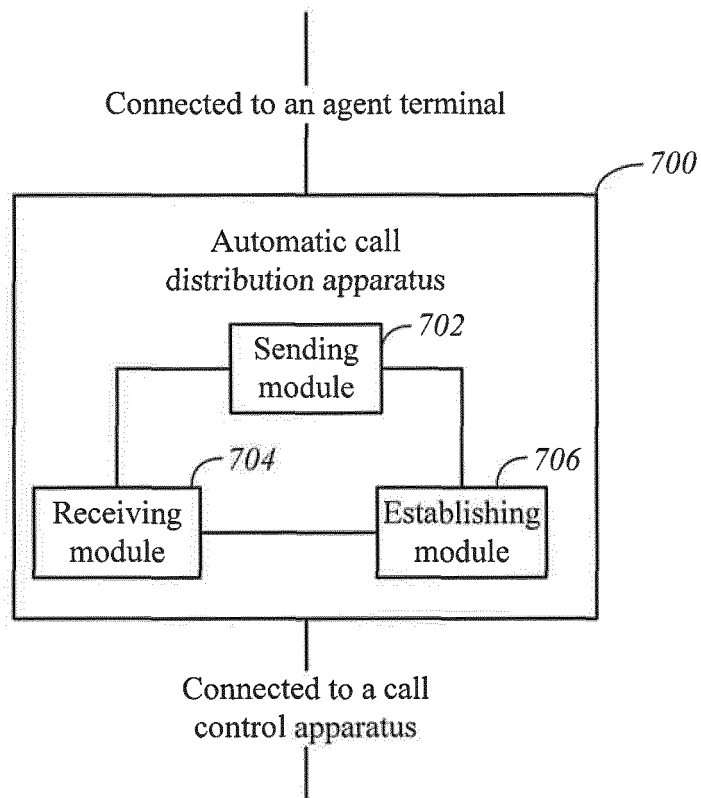 Connected to an agent terminal
700
Automatic call
distribution apparatus
702
Sending
module
704
706
Receiving
module
Establishing
module
Connected to a call
control apparatus